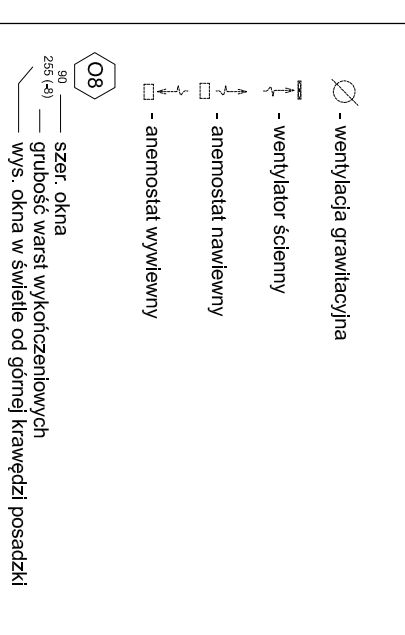 - wentylacja grawitacyjna
- wentylator ścienny
- anemostat nawiewny
- anemostat wywiewny
O8
90
255 (-8)
szer. okna
grubość warst wykończeniowych
wys. okna w świetle od górnej krawędzi posadzki